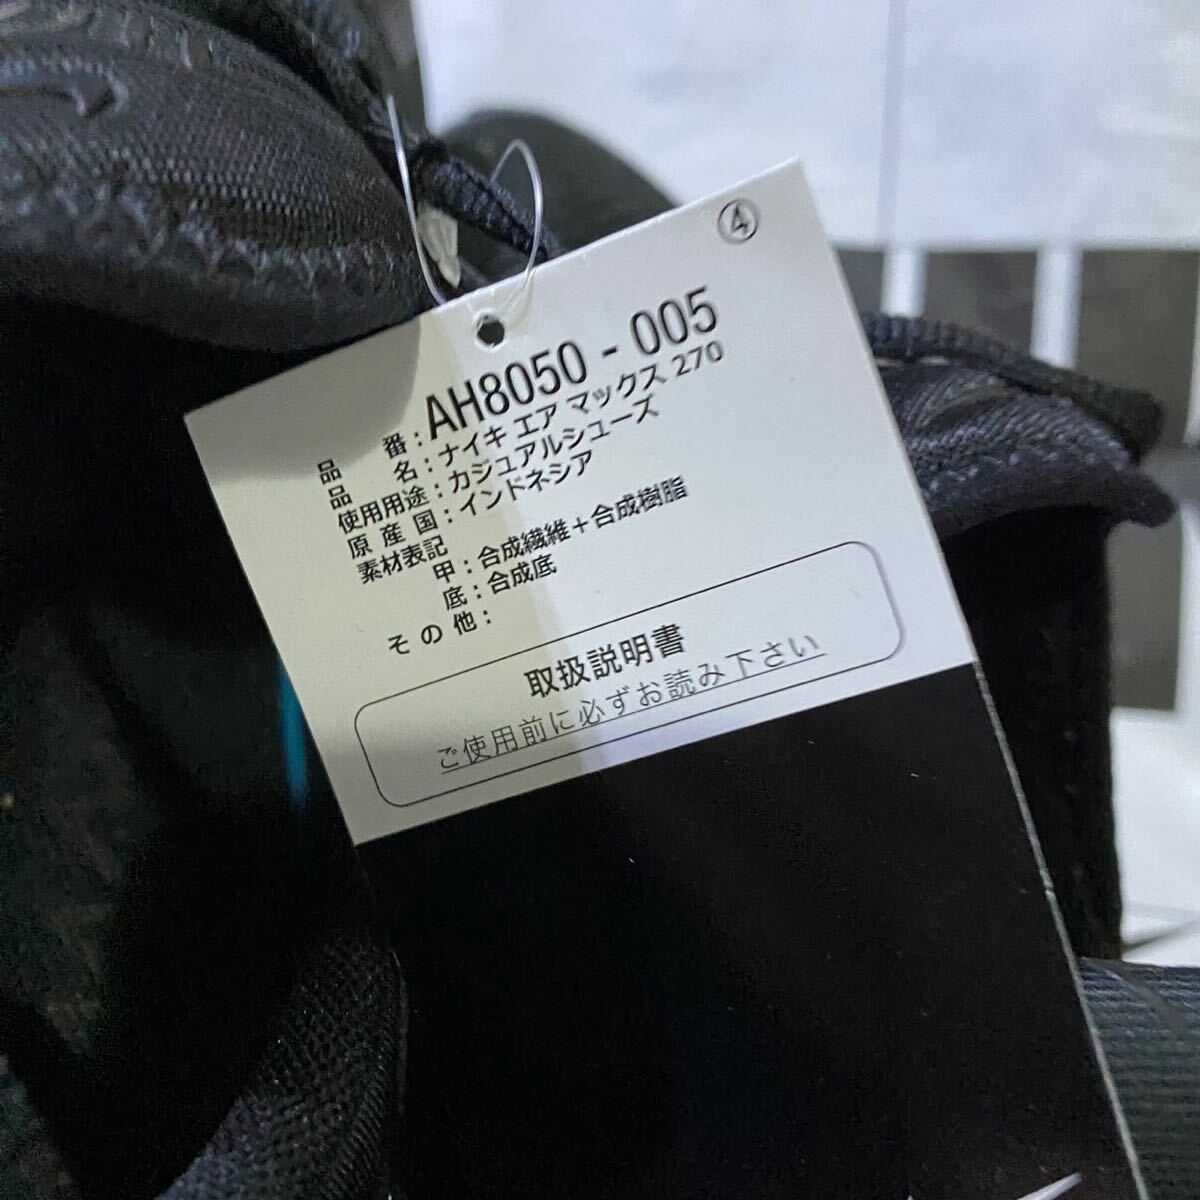 ④
品番：AH8050 - 005
品名：ナイキ エア マックス 270
使用用途：カジュアルシューズ
原産国：インドネシア
素材表記
甲：合成繊維＋合成樹脂
底：合成底
その他：
取扱説明書
ご使用前に必ずお読み下さい